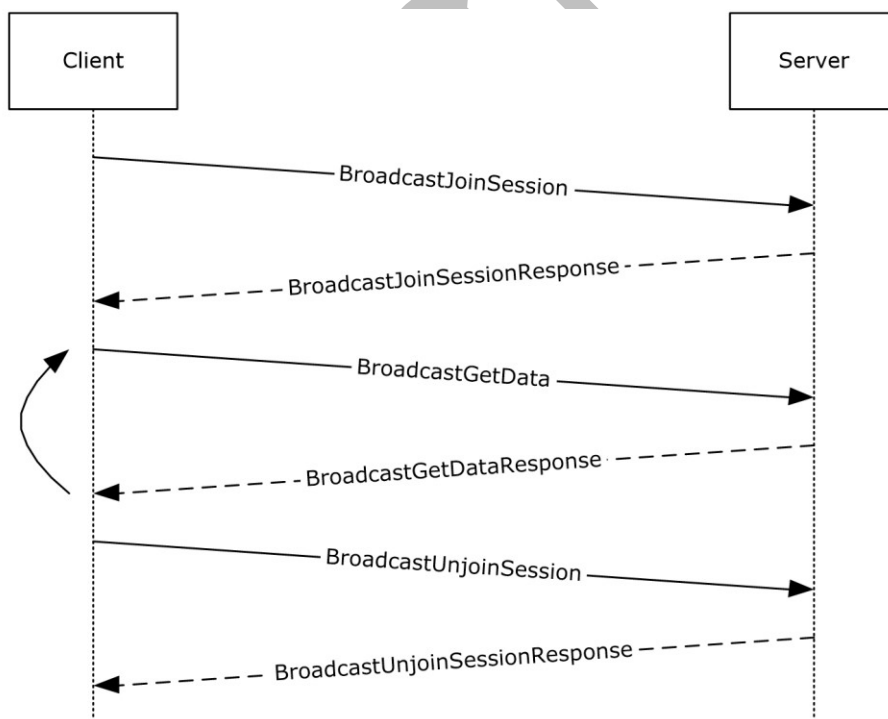 Client
Server
BroadcastJoinSession
BroadcastJoinSessionResponse
BroadcastGetData
BroadcastGetDataResponse
BroadcastUnjoinSession
BroadcastUnjoinSessionResponse